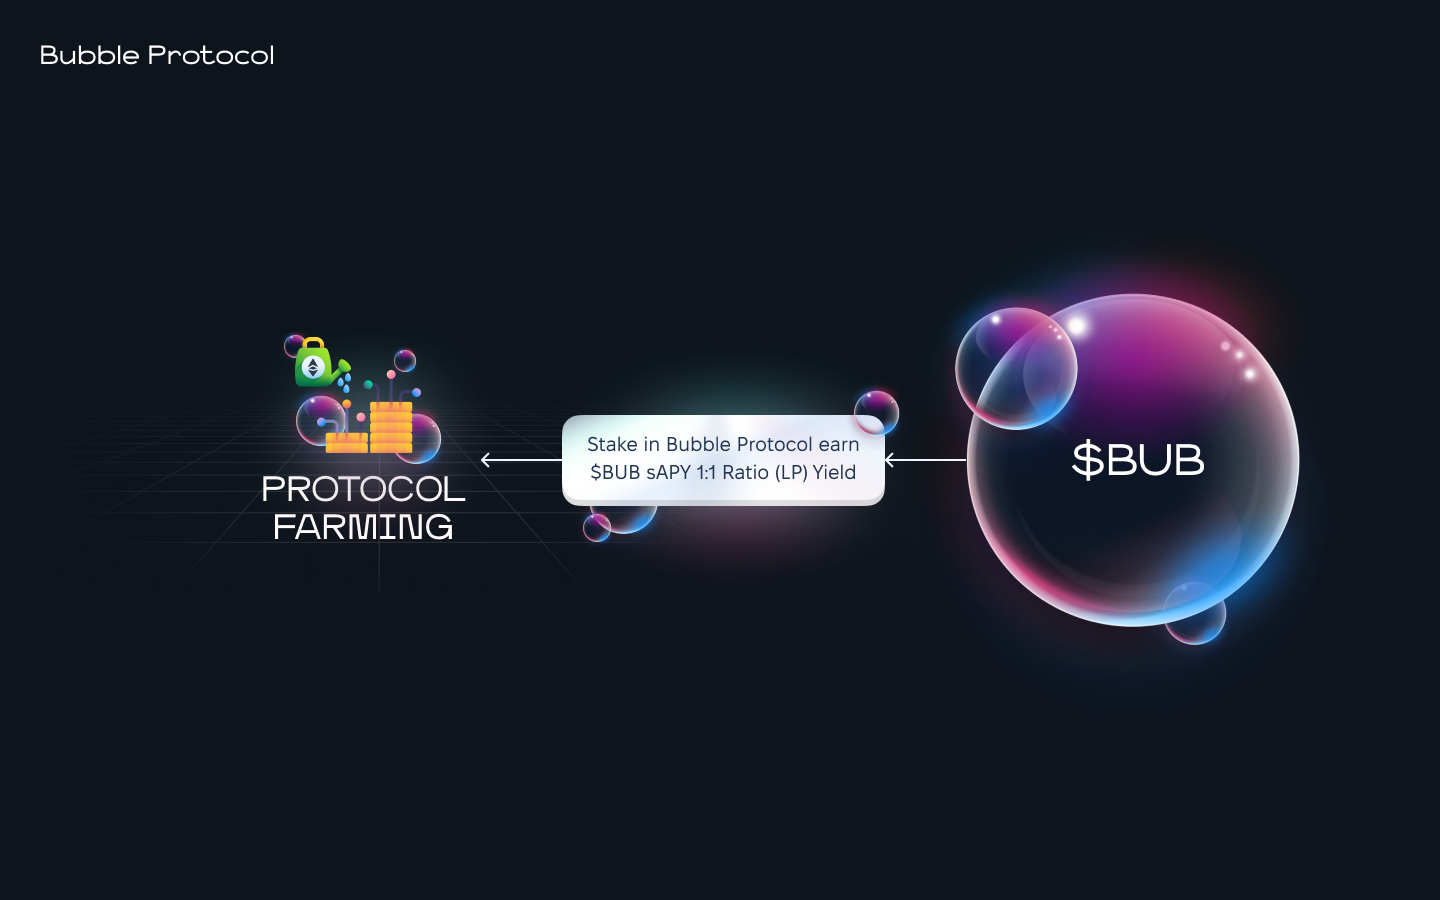 Bubble Protocol
PROTOCOL
FARMING
Stake in Bubble Protocol earn
$BUB sAPY 1:1 Ratio (LP) Yield
$BUB